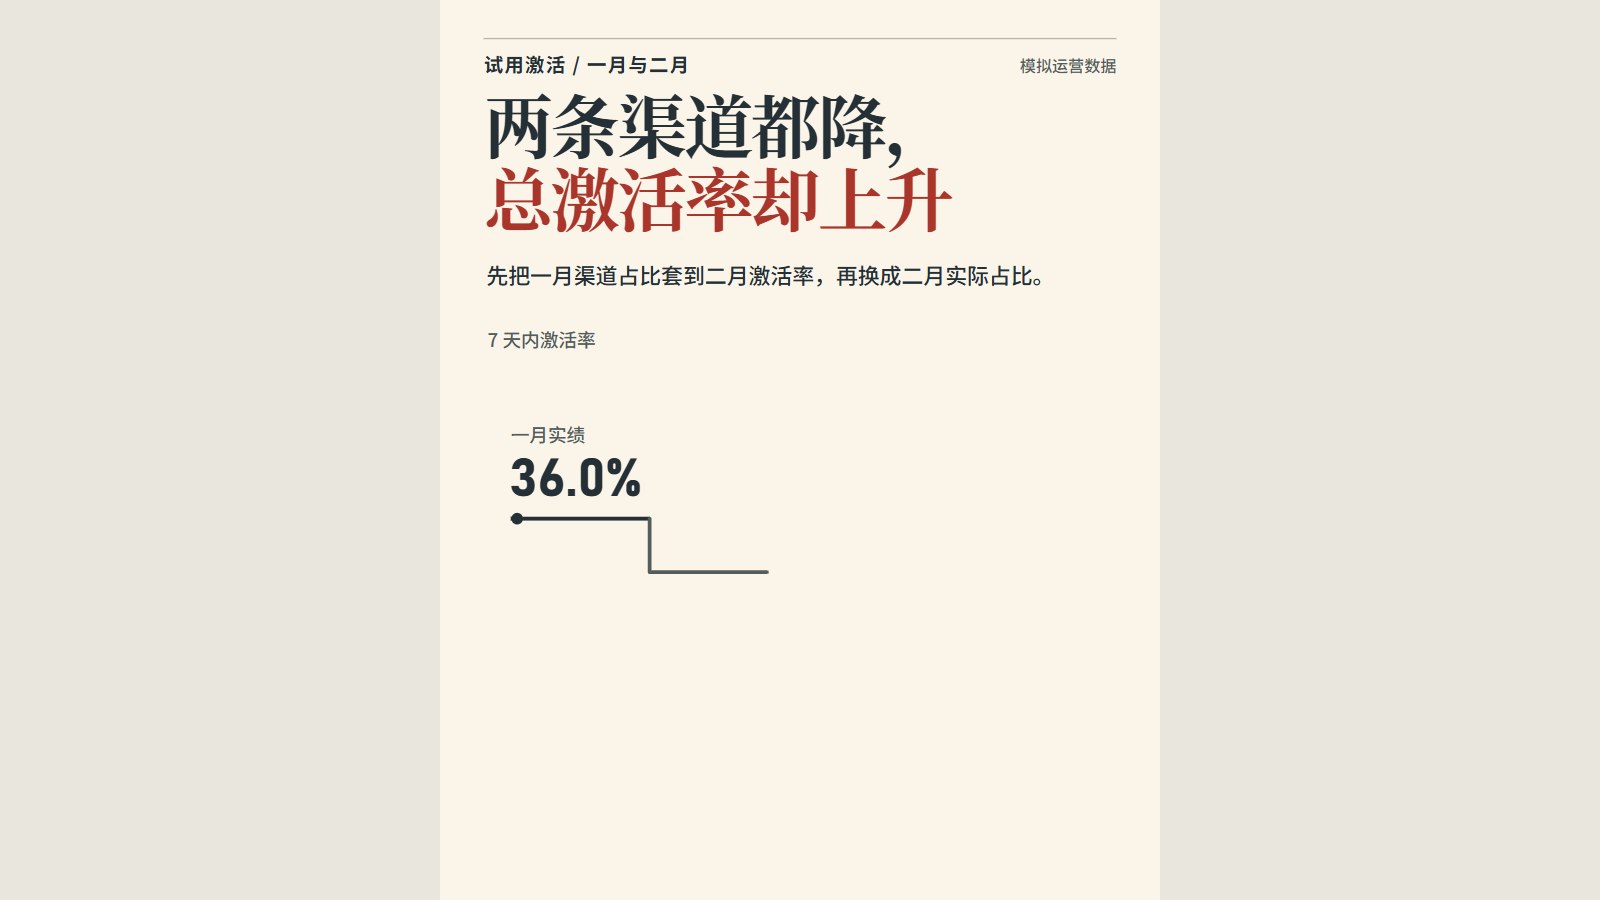 试用激活 / 一月与二月
模拟运营数据
两条渠道都降，
总激活率却上升
先把一月渠道占比套到二月激活率，再换成二月实际占比。
7 天内激活率
一月实绩
36.0%